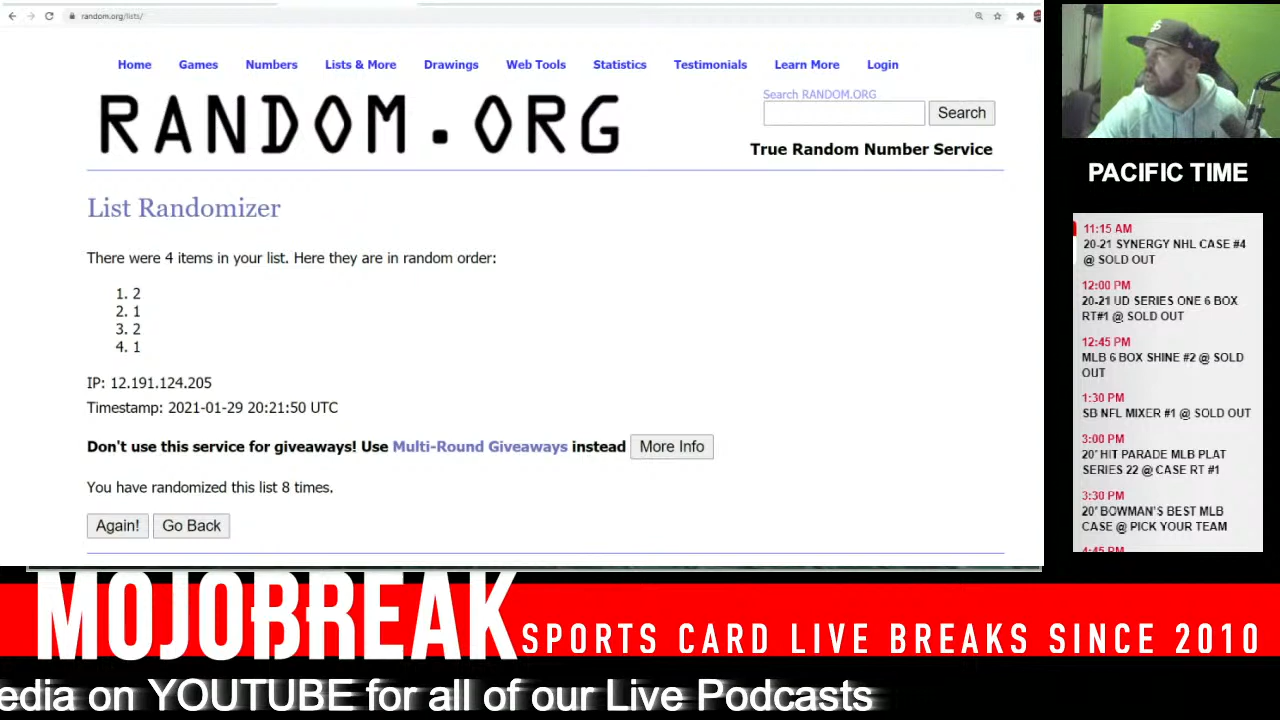 random.org/lists/
Home Games Numbers Lists & More Drawings Web Tools Statistics Testimonials Learn More Login
RANDOM.ORG
Search RANDOM.ORG
Search
True Random Number Service
List Randomizer
There were 4 items in your list. Here they are in random order:
1. 2
2. 1
3. 2
4. 1
IP: 12.191.124.205
Timestamp: 2021-01-29 20:21:50 UTC
Don't use this service for giveaways! Use Multi-Round Giveaways instead More Info
You have randomized this list 8 times.
Again! Go Back
PACIFIC TIME
11:15 AM
20-21 SYNERGY NHL CASE #4
@ SOLD OUT
12:00 PM
20-21 UD SERIES ONE 6 BOX
RT#1 @ SOLD OUT
12:45 PM
MLB 6 BOX SHINE #2 @ SOLD
OUT
1:30 PM
SB NFL MIXER #1 @ SOLD OUT
3:00 PM
20' HIT PARADE MLB PLAT
SERIES 22 @ CASE RT #1
3:30 PM
20' BOWMAN'S BEST MLB
CASE @ PICK YOUR TEAM
4:45 PM
MOJOBREAK
SPORTS CARD LIVE BREAKS SINCE 2010
edia on YOUTUBE for all of our Live Podcasts